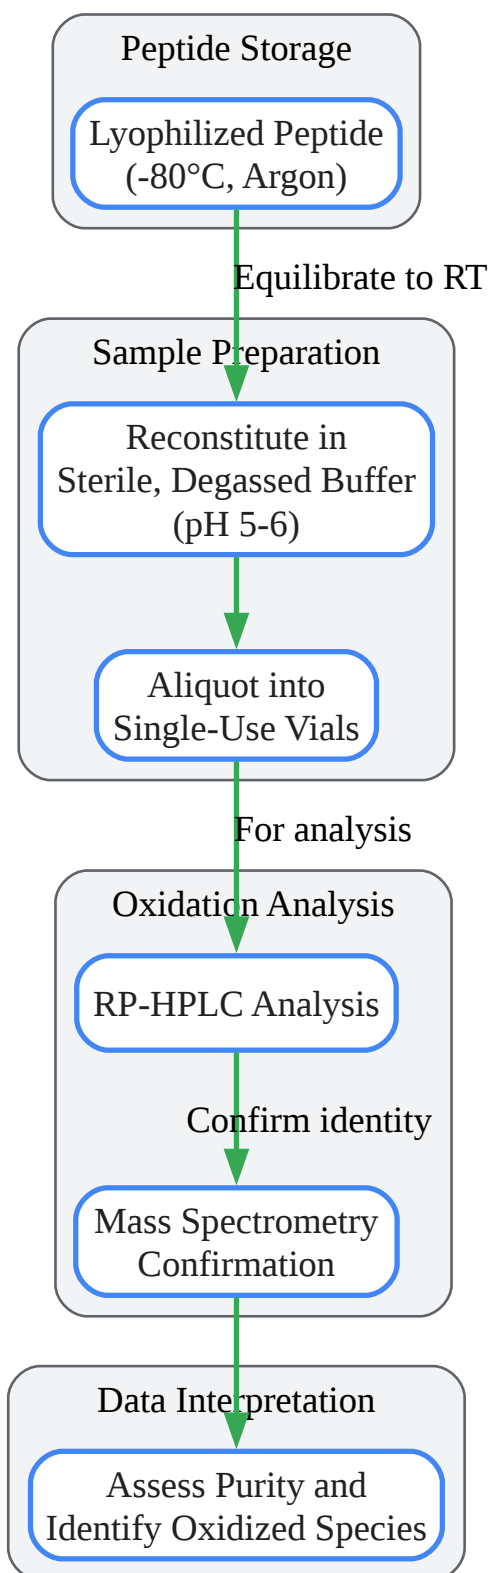 Peptide Storage
Lyophilized Peptide
(-80°C, Argon)
Equilibrate to RT
Sample Preparation
Reconstitute in
Sterile, Degassed Buffer
(pH 5-6)
Aliquot into
Single-Use Vials
For analysis
Oxidation Analysis
RP-HPLC Analysis
Confirm identity
Mass Spectrometry
Confirmation
Data Interpretation
Assess Purity and
Identify Oxidized Species